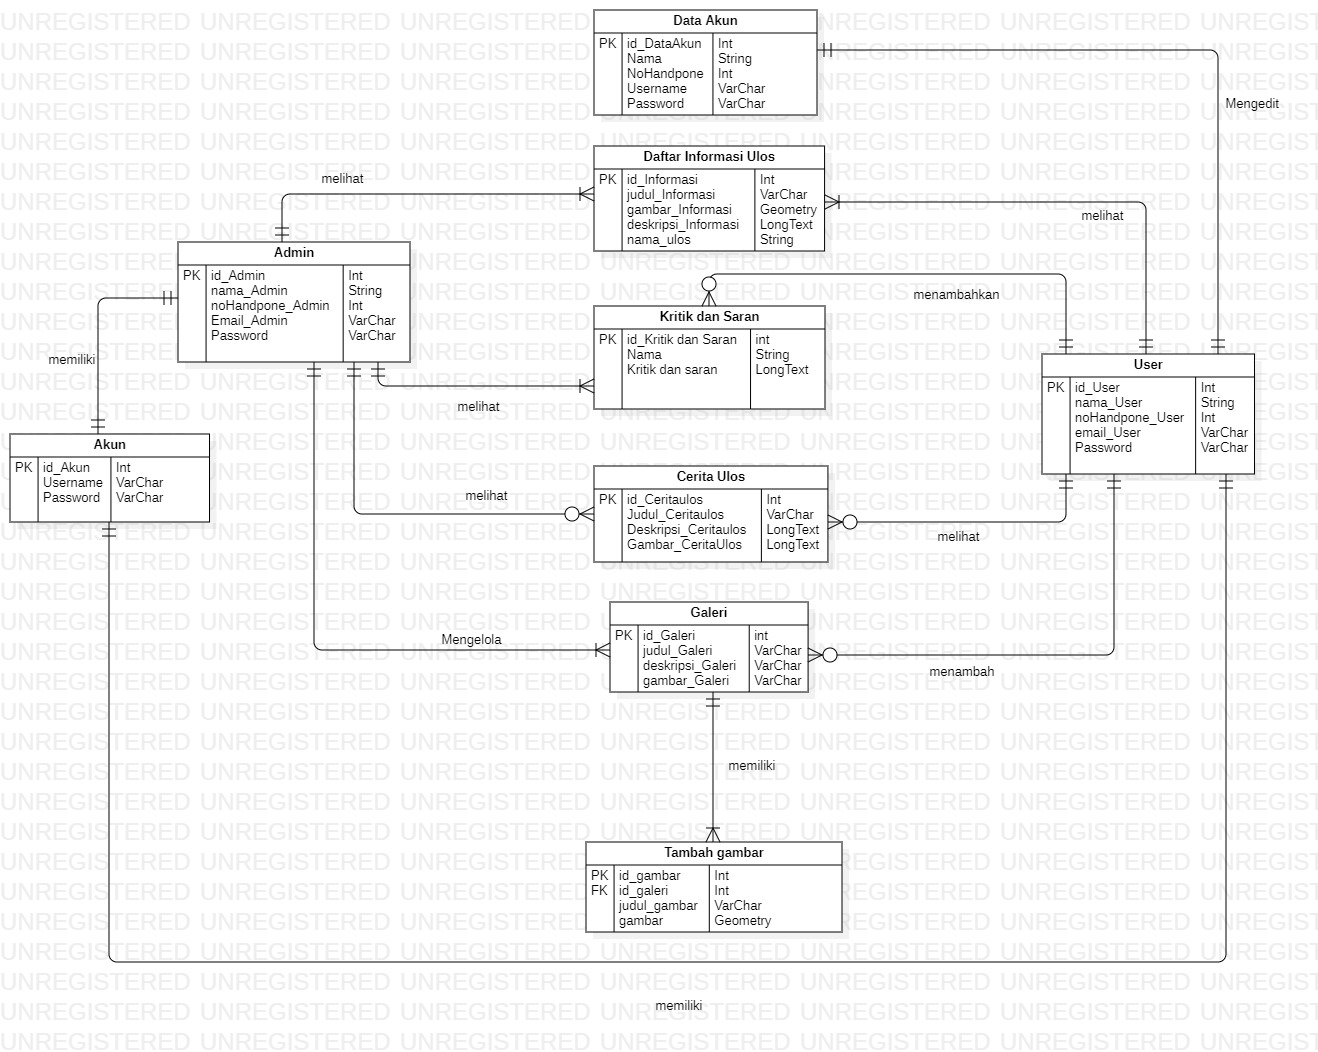 Data Akun
PK id_DataAkun Int
Nama String
NoHandpone Int
Username VarChar
Password VarChar
Mengedit
Daftar Informasi Ulos
PK id_Informasi Int
judul_Informasi VarChar
gambar_Informasi Geometry
deskripsi_Informasi LongText
nama_ulos String
melihat
melihat
Admin
PK id_Admin Int
nama_Admin String
noHandpone_Admin Int
Email_Admin VarChar
Password VarChar
menambahkan
Kritik dan Saran
PK id_Kritik dan Saran int
Nama String
Kritik dan saran LongText
memiliki
melihat
User
PK id_User Int
nama_User String
noHandpone_User Int
email_User VarChar
Password VarChar
Akun
PK id_Akun Int
Username VarChar
Password VarChar
melihat
Cerita Ulos
PK id_Ceritaulos Int
Judul_Ceritaulos VarChar
Deskripsi_Ceritaulos LongText
Gambar_CeritaUlos LongText
melihat
Mengelola
Galeri
PK id_Galeri int
judul_Galeri VarChar
deskripsi_Galeri VarChar
gambar_Galeri VarChar
menambah
memiliki
Tambah gambar
PK id_gambar Int
FK id_galeri Int
judul_gambar VarChar
gambar Geometry
memiliki
UNREGISTERED